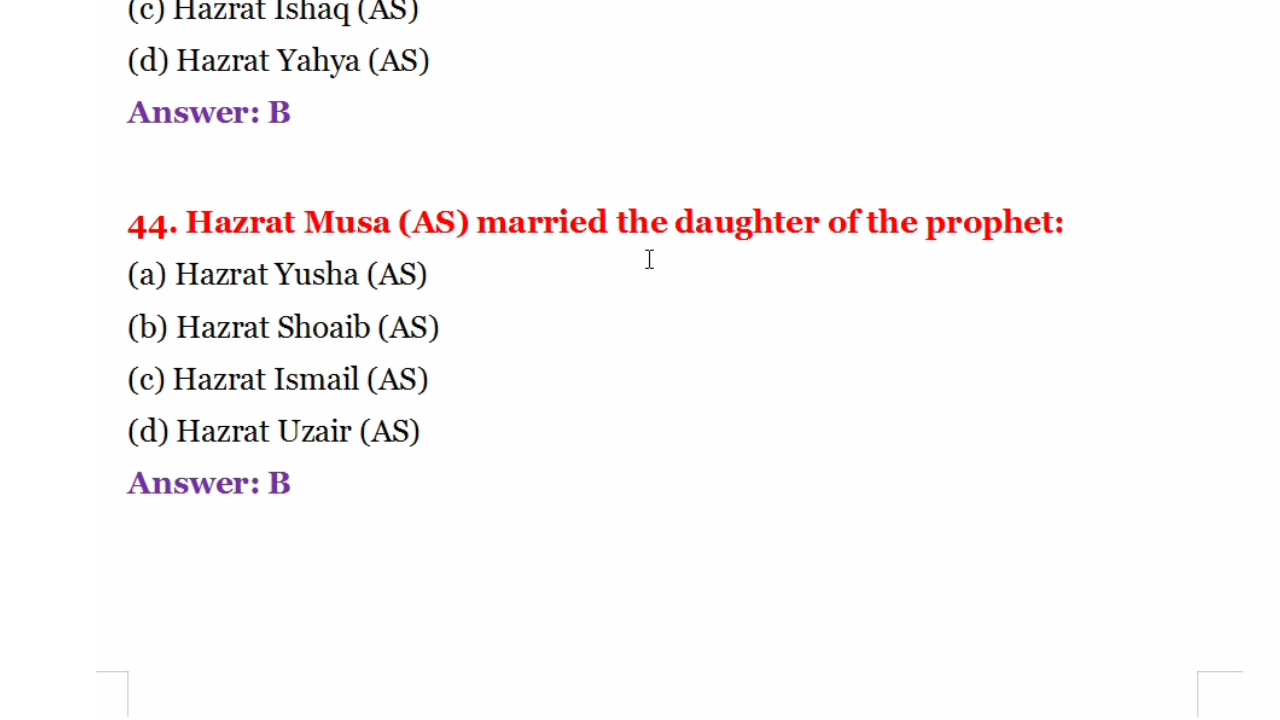 (c) Hazrat Ishaq (AS)
(d) Hazrat Yahya (AS)
Answer: B
44. Hazrat Musa (AS) married the daughter of the prophet:
(a) Hazrat Yusha (AS)
(b) Hazrat Shoaib (AS)
(c) Hazrat Ismail (AS)
(d) Hazrat Uzair (AS)
Answer: B